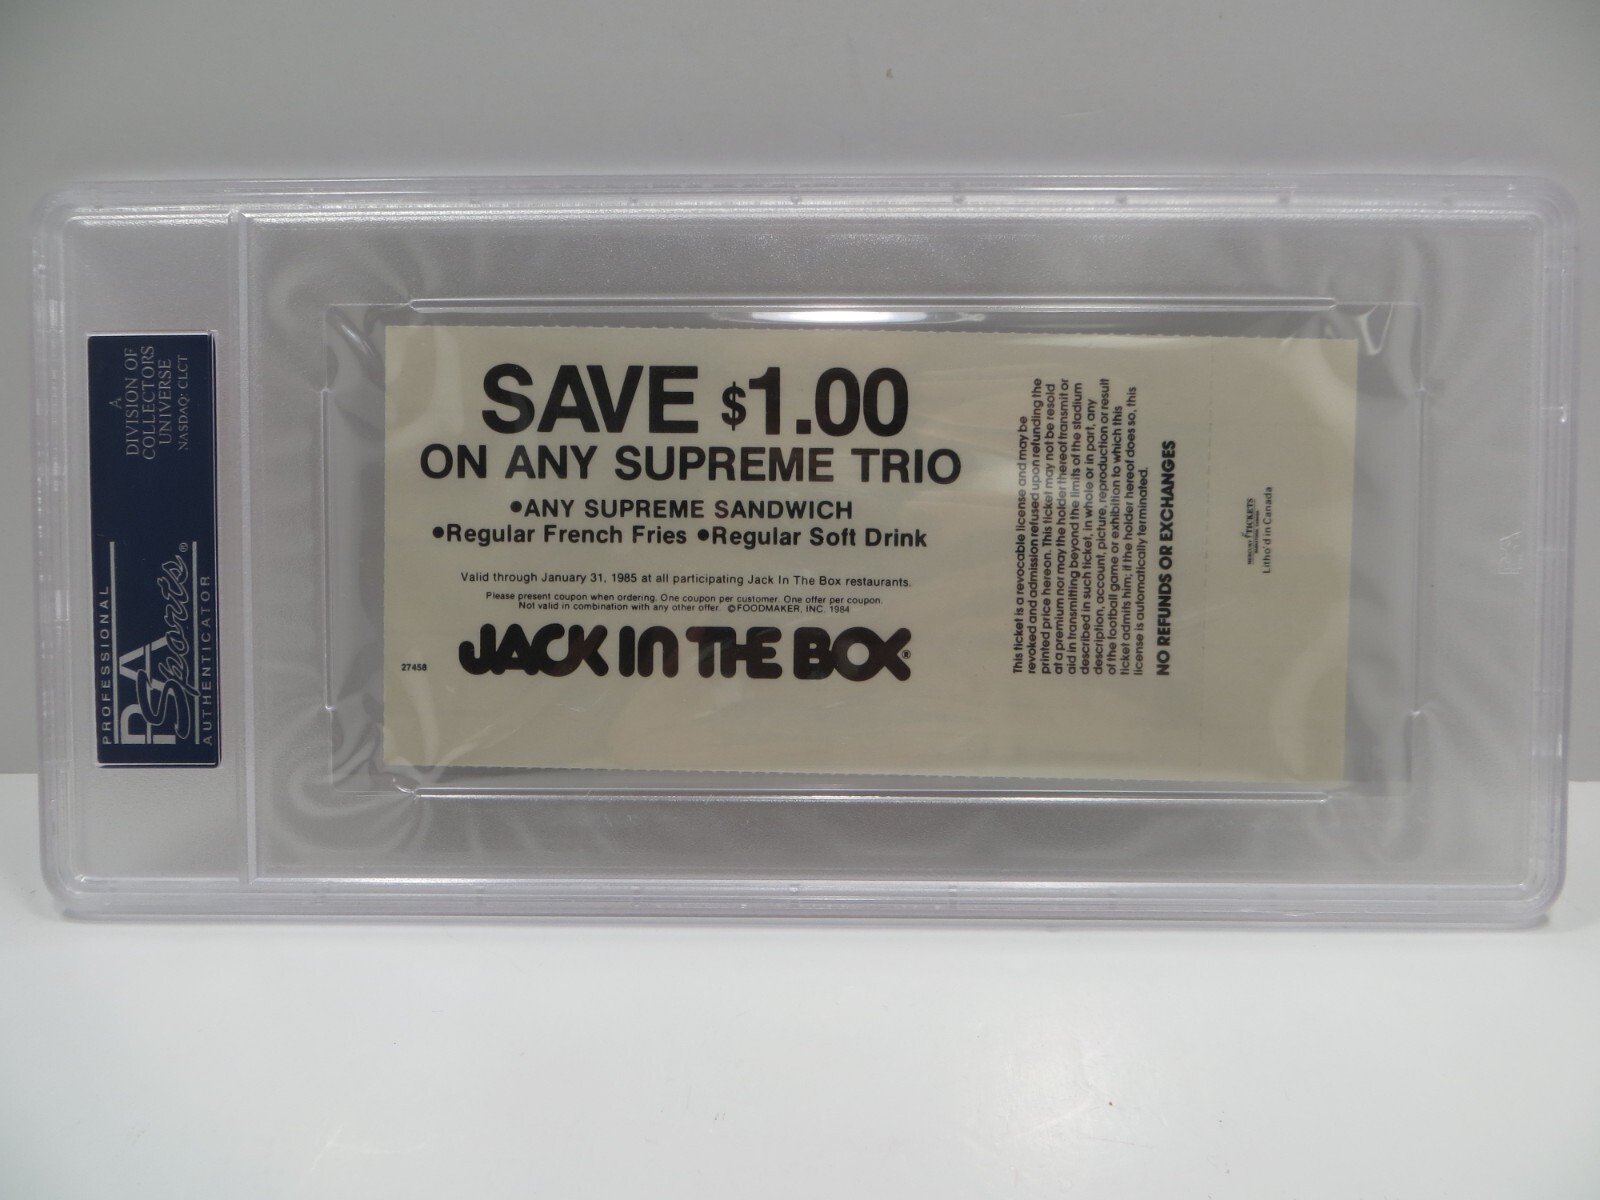 A
DIVISION OF
COLLECTORS
UNIVERSE
NASDAQ: CLCT
PROFESSIONAL
PSA
Sports®
AUTHENTICATOR
SAVE $1.00
ON ANY SUPREME TRIO
•ANY SUPREME SANDWICH
•Regular French Fries •Regular Soft Drink
Valid through January 31, 1985 at all participating Jack In The Box restaurants.
Please present coupon when ordering. One coupon per customer. One offer per coupon.
Not valid in combination with any other offer. ©FOODMAKER, INC. 1984
27458
JACK IN THE BOX®
This ticket is a revocable license and may be
revoked and admission refused upon refunding the
printed price hereon. This ticket may not be resold
at a premium nor may the holder thereof transmit or
aid in transmitting beyond the limits of the stadium
described in such ticket, in whole or in part, any
description, account, picture, reproduction or result
of the football game or exhibition to which this
ticket admits him; if the holder hereof does so, this
license is automatically terminated.
NO REFUNDS OR EXCHANGES
TICKETS
Litho'd in Canada
PSA